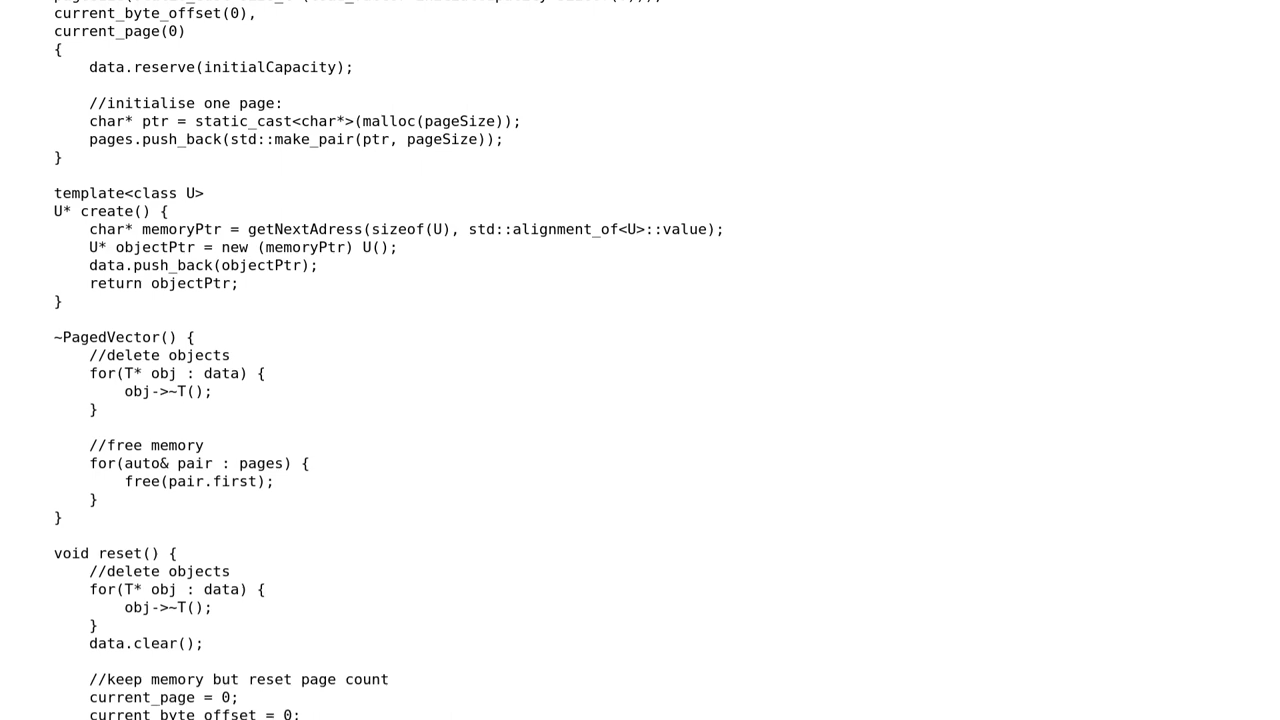 current_byte_offset(0),
current_page(0)
{
    data.reserve(initialCapacity);

    //initialise one page:
    char* ptr = static_cast<char*>(malloc(pageSize));
    pages.push_back(std::make_pair(ptr, pageSize));
}

template<class U>
U* create() {
    char* memoryPtr = getNextAdress(sizeof(U), std::alignment_of<U>::value);
    U* objectPtr = new (memoryPtr) U();
    data.push_back(objectPtr);
    return objectPtr;
}

~PagedVector() {
    //delete objects
    for(T* obj : data) {
        obj->~T();
    }

    //free memory
    for(auto& pair : pages) {
        free(pair.first);
    }
}

void reset() {
    //delete objects
    for(T* obj : data) {
        obj->~T();
    }
    data.clear();

    //keep memory but reset page count
    current_page = 0;
    current_byte_offset = 0;